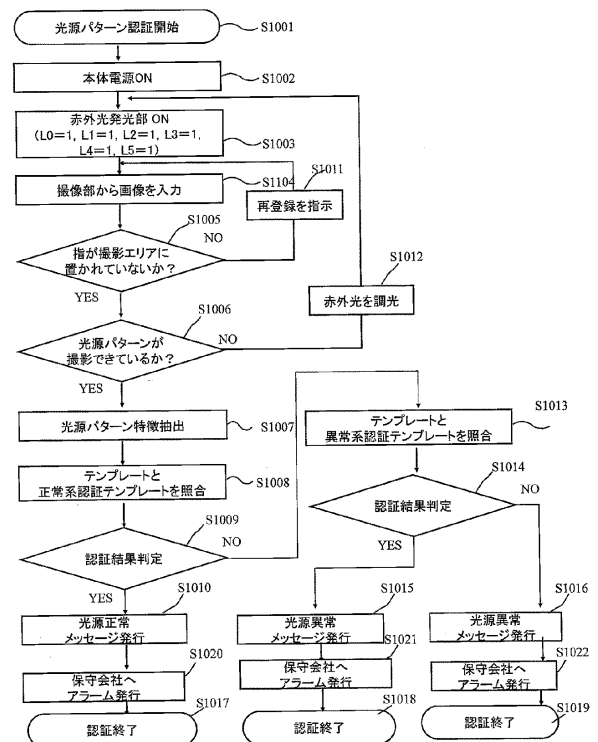 光源パターン認証開始
S1001
本体電源ON
S1002
赤外光発光部 ON
(L0=1, L1=1, L2=1, L3=1,
L4=1, L5=1)
S1003
撮像部から画像を入力
S1104
再登録を指示
S1011
指が撮影エリアに
置かれていないか？
S1005
NO
YES
赤外光を調光
S1012
光源パターンが
撮影できているか？
S1006
NO
YES
光源パターン特徴抽出
S1007
テンプレートと
正常系認証テンプレートを照合
S1008
認証結果判定
S1009
NO
YES
テンプレートと
異常系認証テンプレートを照合
S1013
認証結果判定
S1014
NO
YES
光源正常
メッセージ発行
S1010
保守会社へ
アラーム発行
S1020
認証終了
S1017
光源異常
メッセージ発行
S1015
保守会社へ
アラーム発行
S1021
認証終了
S1018
光源異常
メッセージ発行
S1016
保守会社へ
アラーム発行
S1022
認証終了
S1019